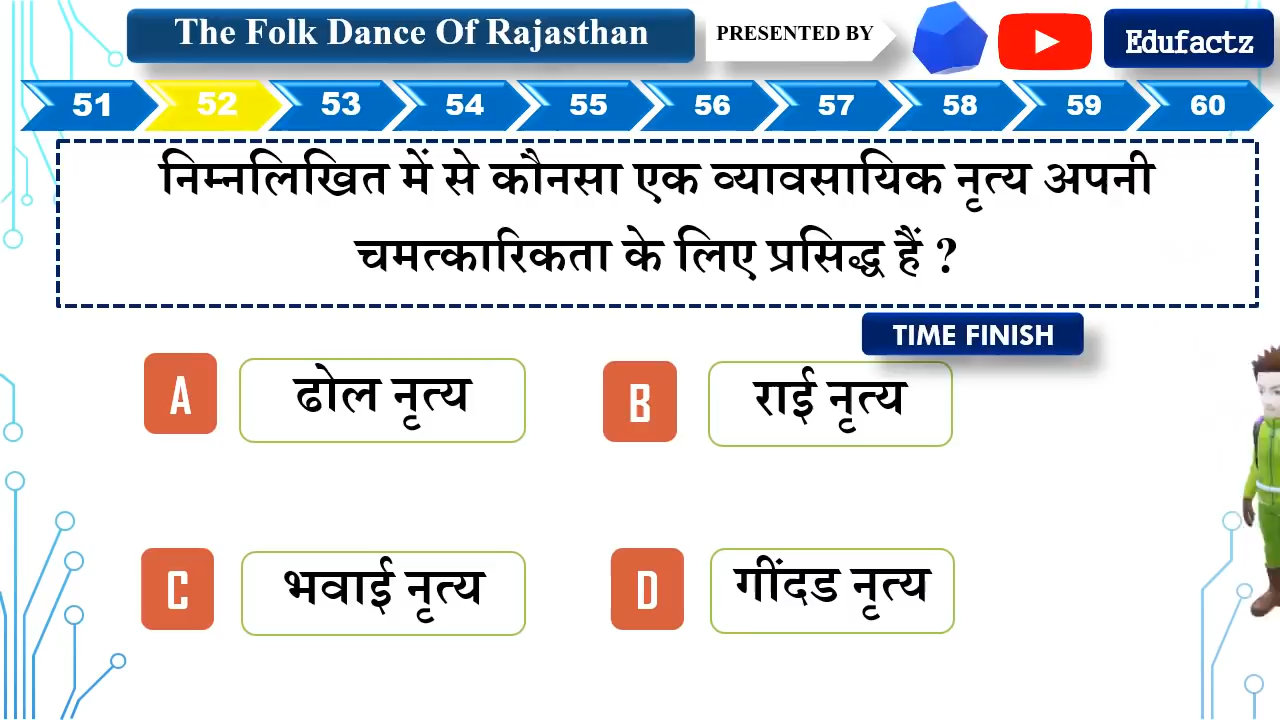 The Folk Dance Of Rajasthan
PRESENTED BY
Edufactz
51 52 53 54 55 56 57 58 59 60
निम्नलिखित में से कौनसा एक व्यावसायिक नृत्य अपनी
चमत्कारिकता के लिए प्रसिद्ध हैं ?
TIME FINISH
A ढोल नृत्य
B राई नृत्य
C भवाई नृत्य
D गींदड नृत्य